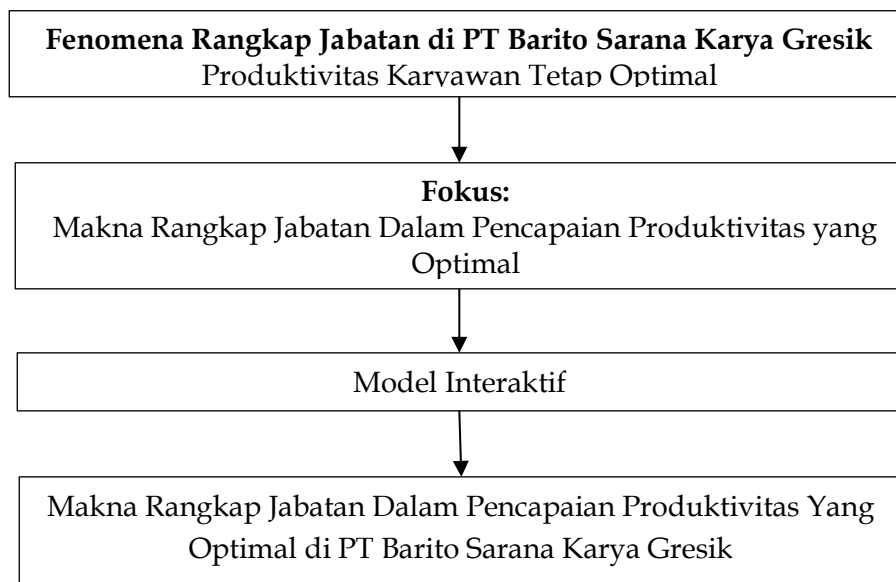 Fenomena Rangkap Jabatan di PT Barito Sarana Karya Gresik
Produktivitas Karyawan Tetap Optimal
Fokus:
Makna Rangkap Jabatan Dalam Pencapaian Produktivitas yang
Optimal
Model Interaktif
Makna Rangkap Jabatan Dalam Pencapaian Produktivitas Yang
Optimal di PT Barito Sarana Karya Gresik